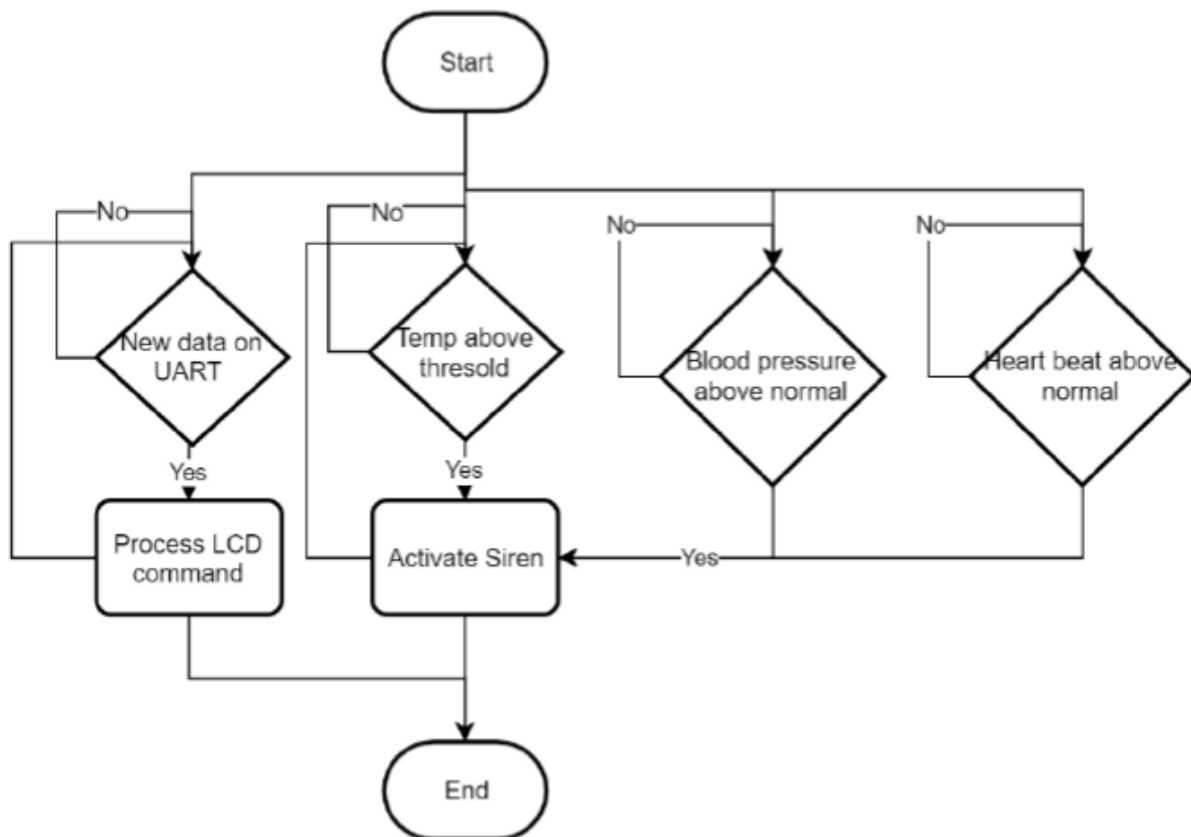 Start
No
No
No
No
New data on
UART
Temp above
thresold
Blood pressure
above normal
Heart beat above
normal
Yes
Yes
Process LCD
command
Activate Siren
Yes
End